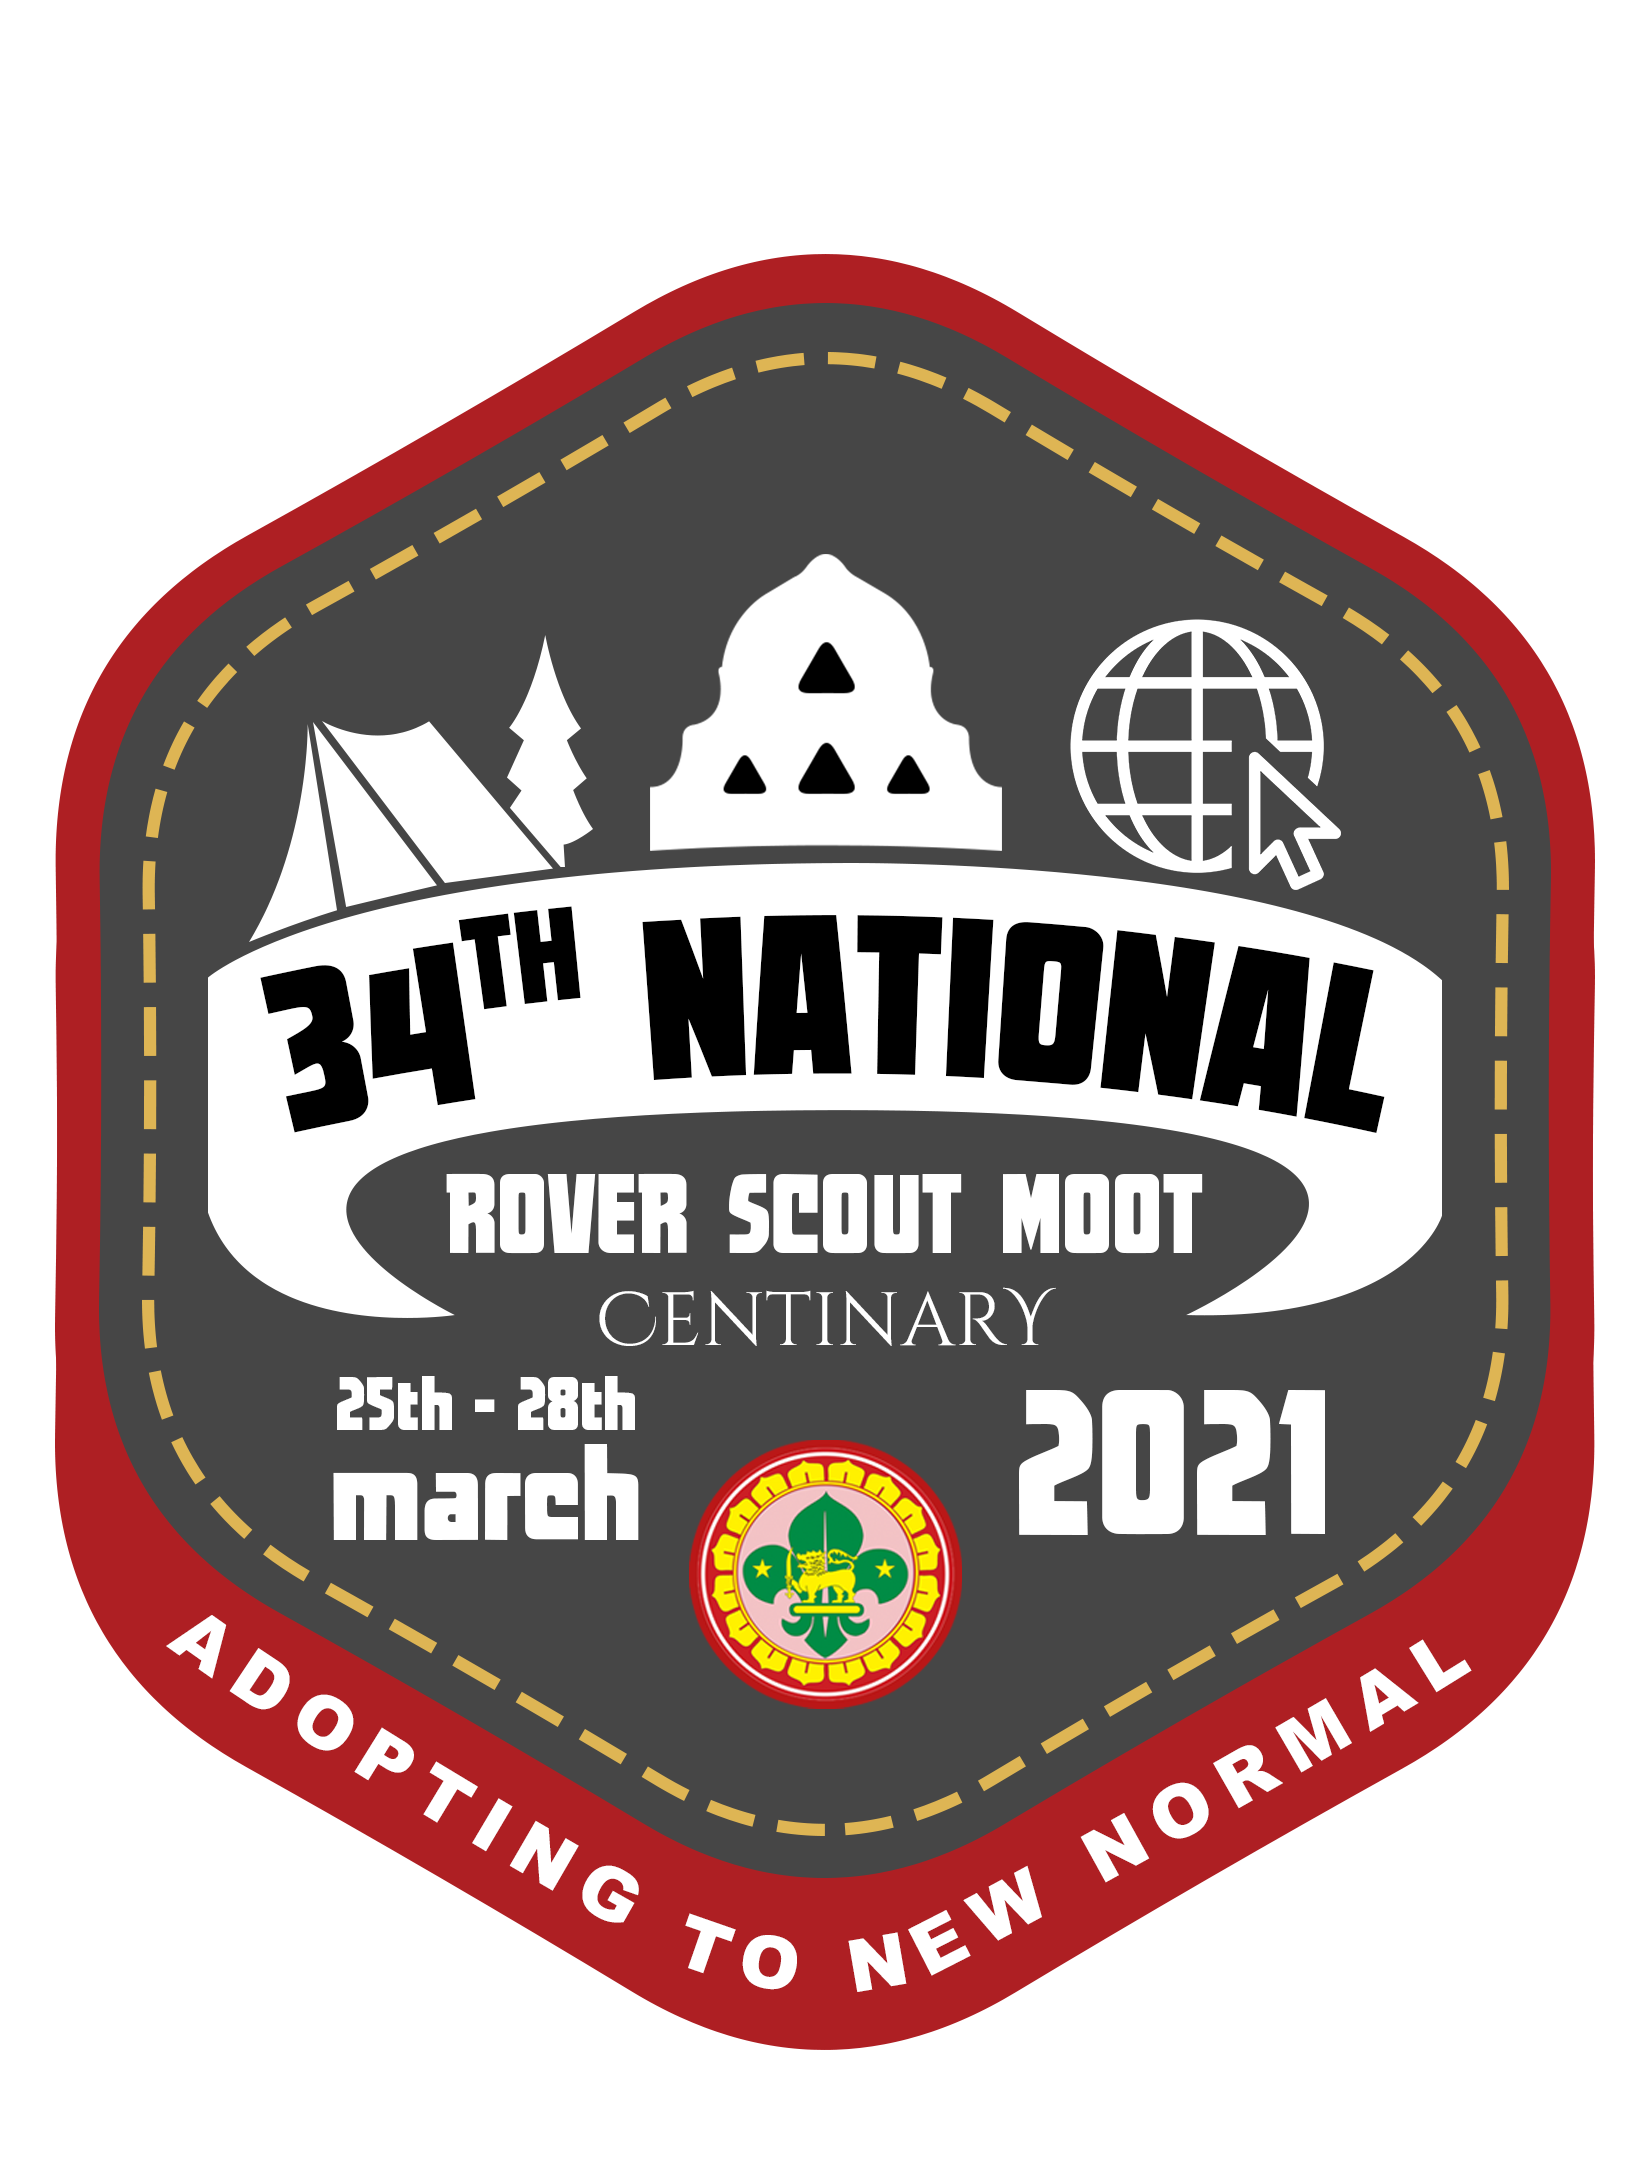 34TH NATIONAL
ROVER SCOUT MOOT
CENTINARY
25th - 28th
march
2021
ADOPTING TO NEW NORMAL